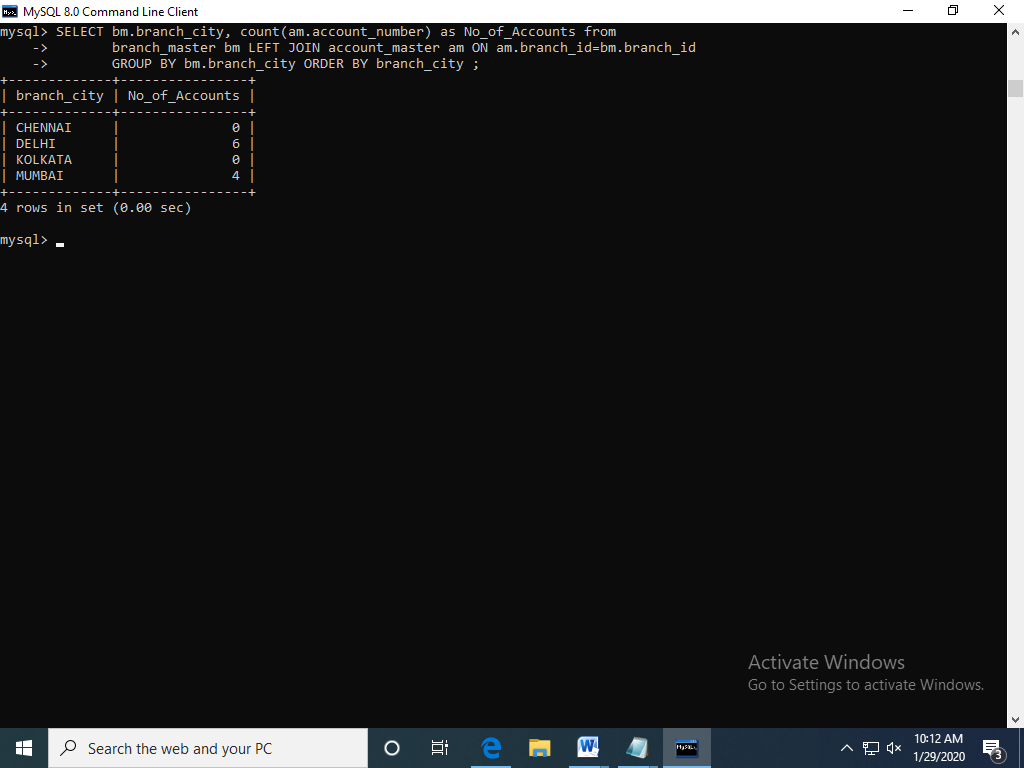 MySQL 8.0 Command Line Client
mysql> SELECT bm.branch_city, count(am.account_number) as No_of_Accounts from
    ->        branch_master bm LEFT JOIN account_master am ON am.branch_id=bm.branch_id
    ->        GROUP BY bm.branch_city ORDER BY branch_city ;
+-------------+----------------+
| branch_city | No_of_Accounts |
+-------------+----------------+
| CHENNAI     |              0 |
| DELHI       |              6 |
| KOLKATA     |              0 |
| MUMBAI      |              4 |
+-------------+----------------+
4 rows in set (0.00 sec)
mysql> _
Activate Windows
Go to Settings to activate Windows.
Search the web and your PC
10:12 AM
1/29/2020
3